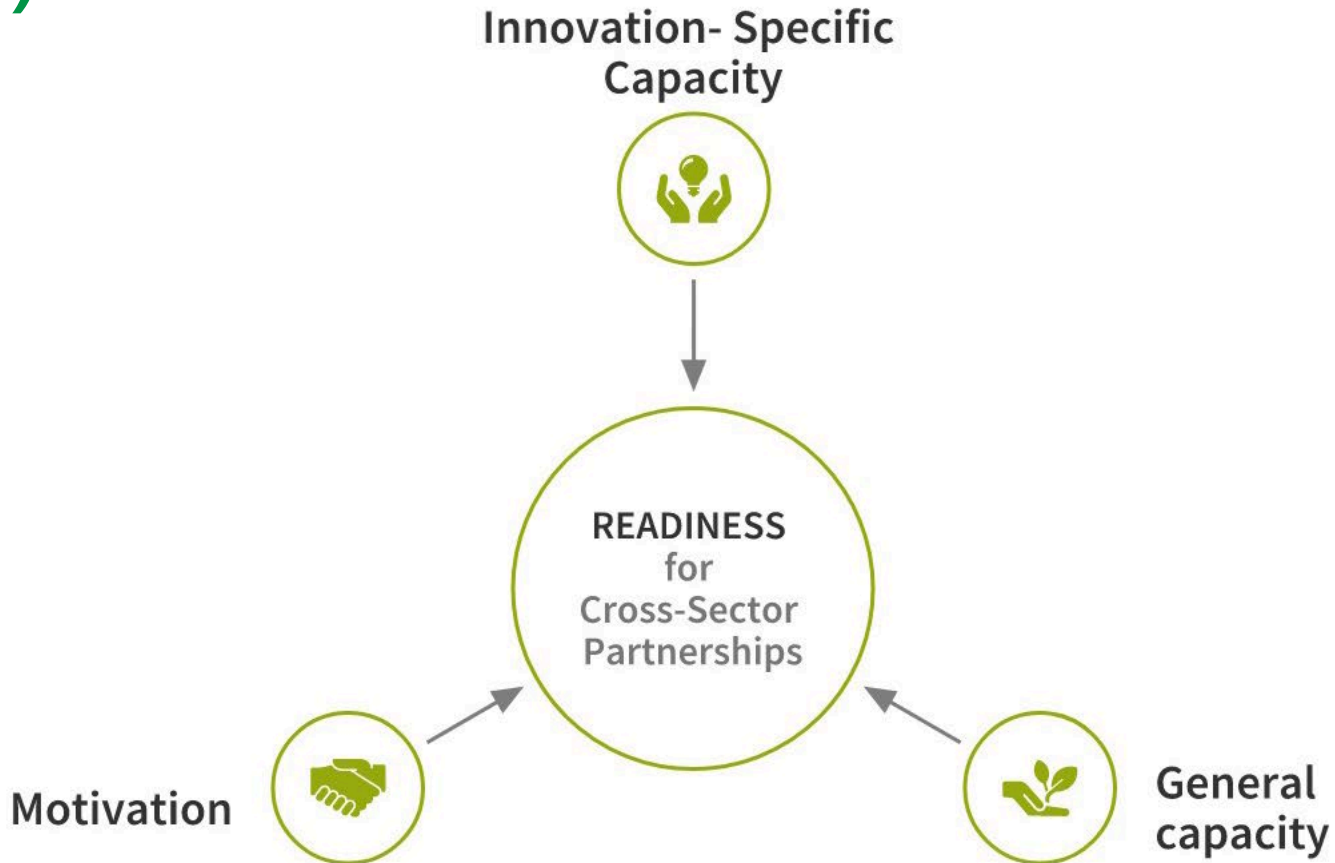 Innovation- Specific
Capacity
READINESS
for
Cross-Sector
Partnerships
Motivation
General
capacity